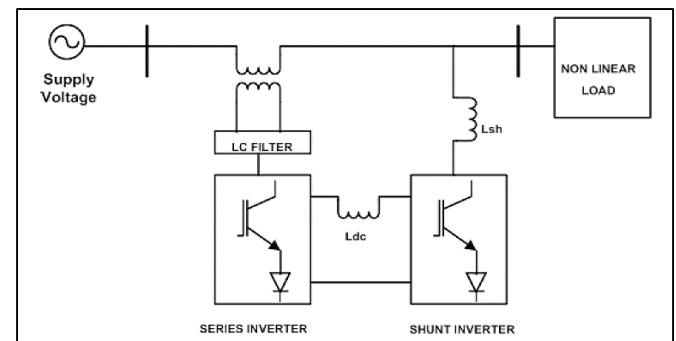 Supply
Voltage
NON LINEAR
LOAD
Lsh
LC FILTER
Ldc
SERIES INVERTER
SHUNT INVERTER